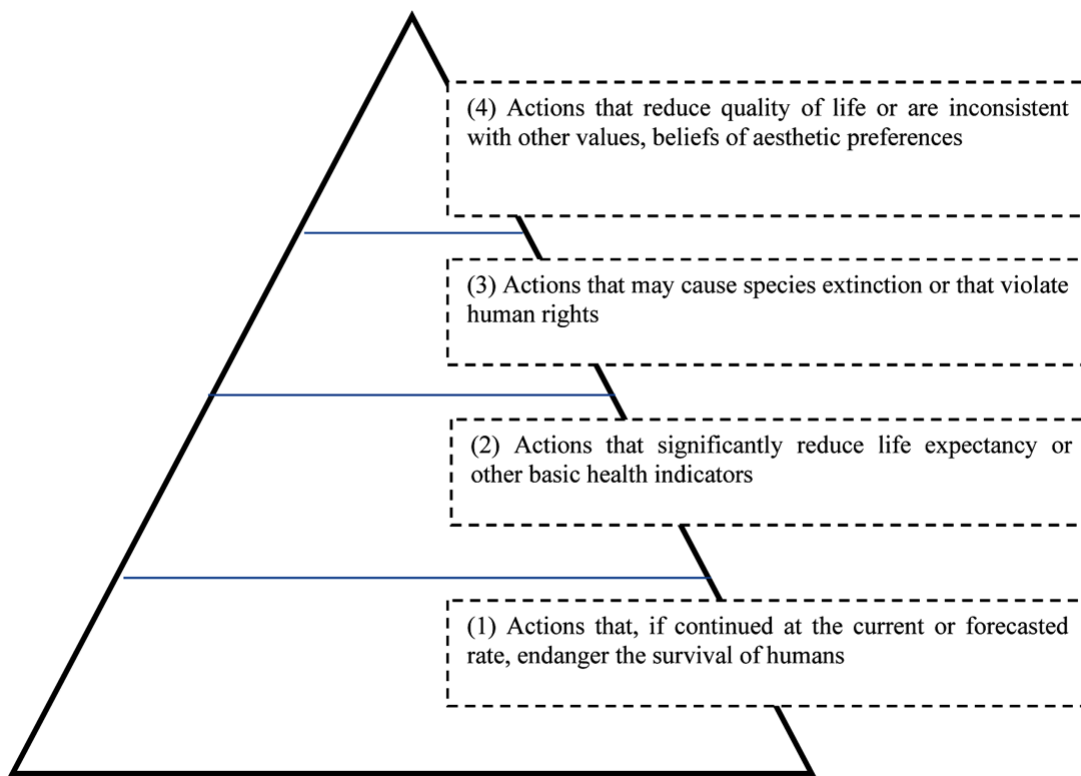 (4) Actions that reduce quality of life or are inconsistent
with other values, beliefs of aesthetic preferences
(3) Actions that may cause species extinction or that violate
human rights
(2) Actions that significantly reduce life expectancy or
other basic health indicators
(1) Actions that, if continued at the current or forecasted
rate, endanger the survival of humans